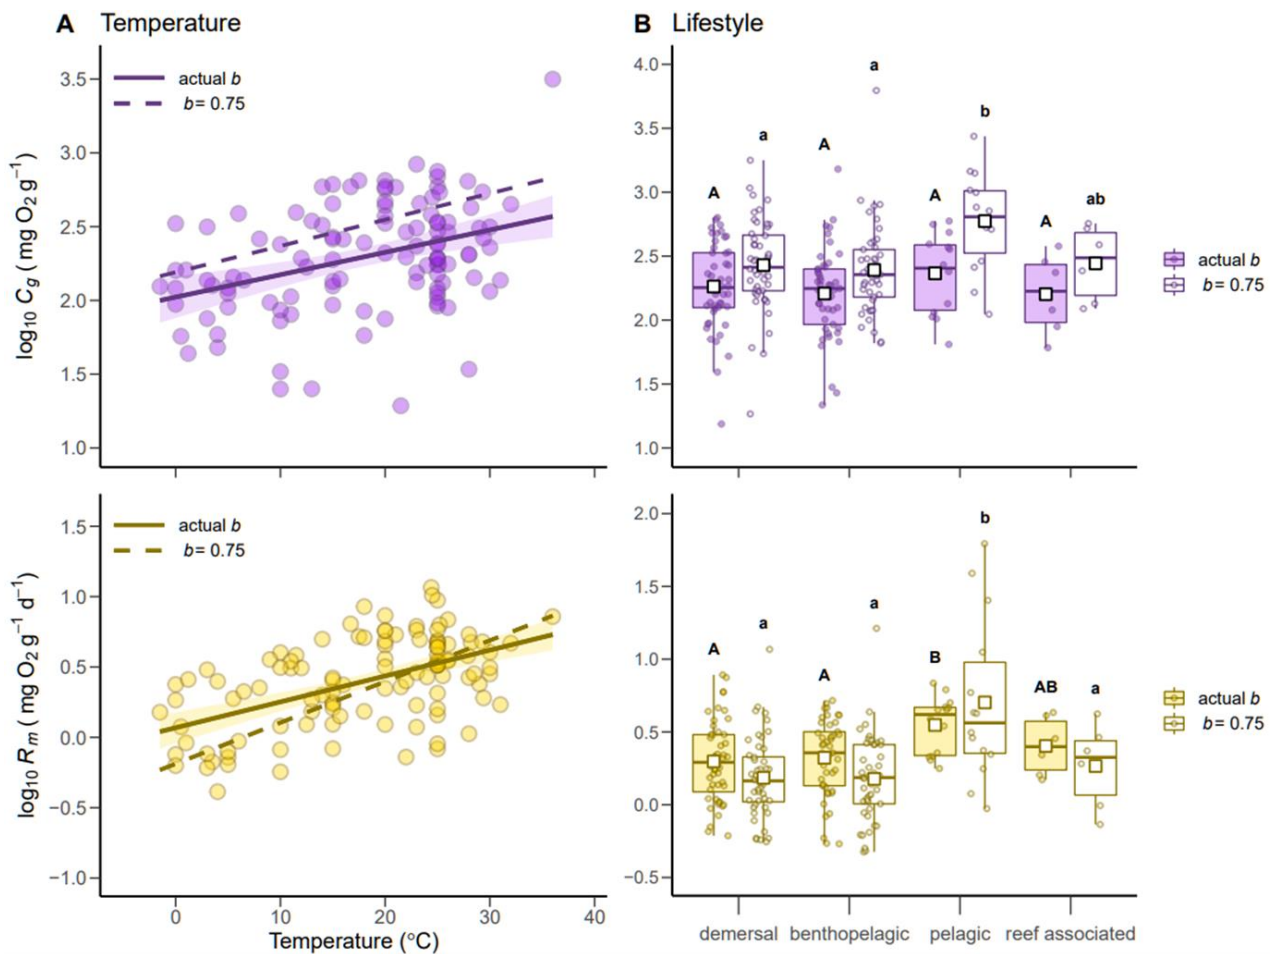 A Temperature
B Lifestyle
log10 Cg ( mg O2 g−1)
3.5
3.0
2.5
2.0
1.5
1.0
actual b
b= 0.75
4.0
3.5
3.0
2.5
2.0
1.5
1.0
A a A a A b A ab
actual b
b= 0.75
log10 Rm ( mg O2 g−1 d−1)
1.5
1.0
0.5
0.0
−0.5
−1.0
actual b
b= 0.75
0 10 20 30 40
Temperature (°C)
2.0
1.5
1.0
0.5
0.0
−0.5
A a A a B b AB a
actual b
b= 0.75
demersal benthopelagic pelagic reef associated